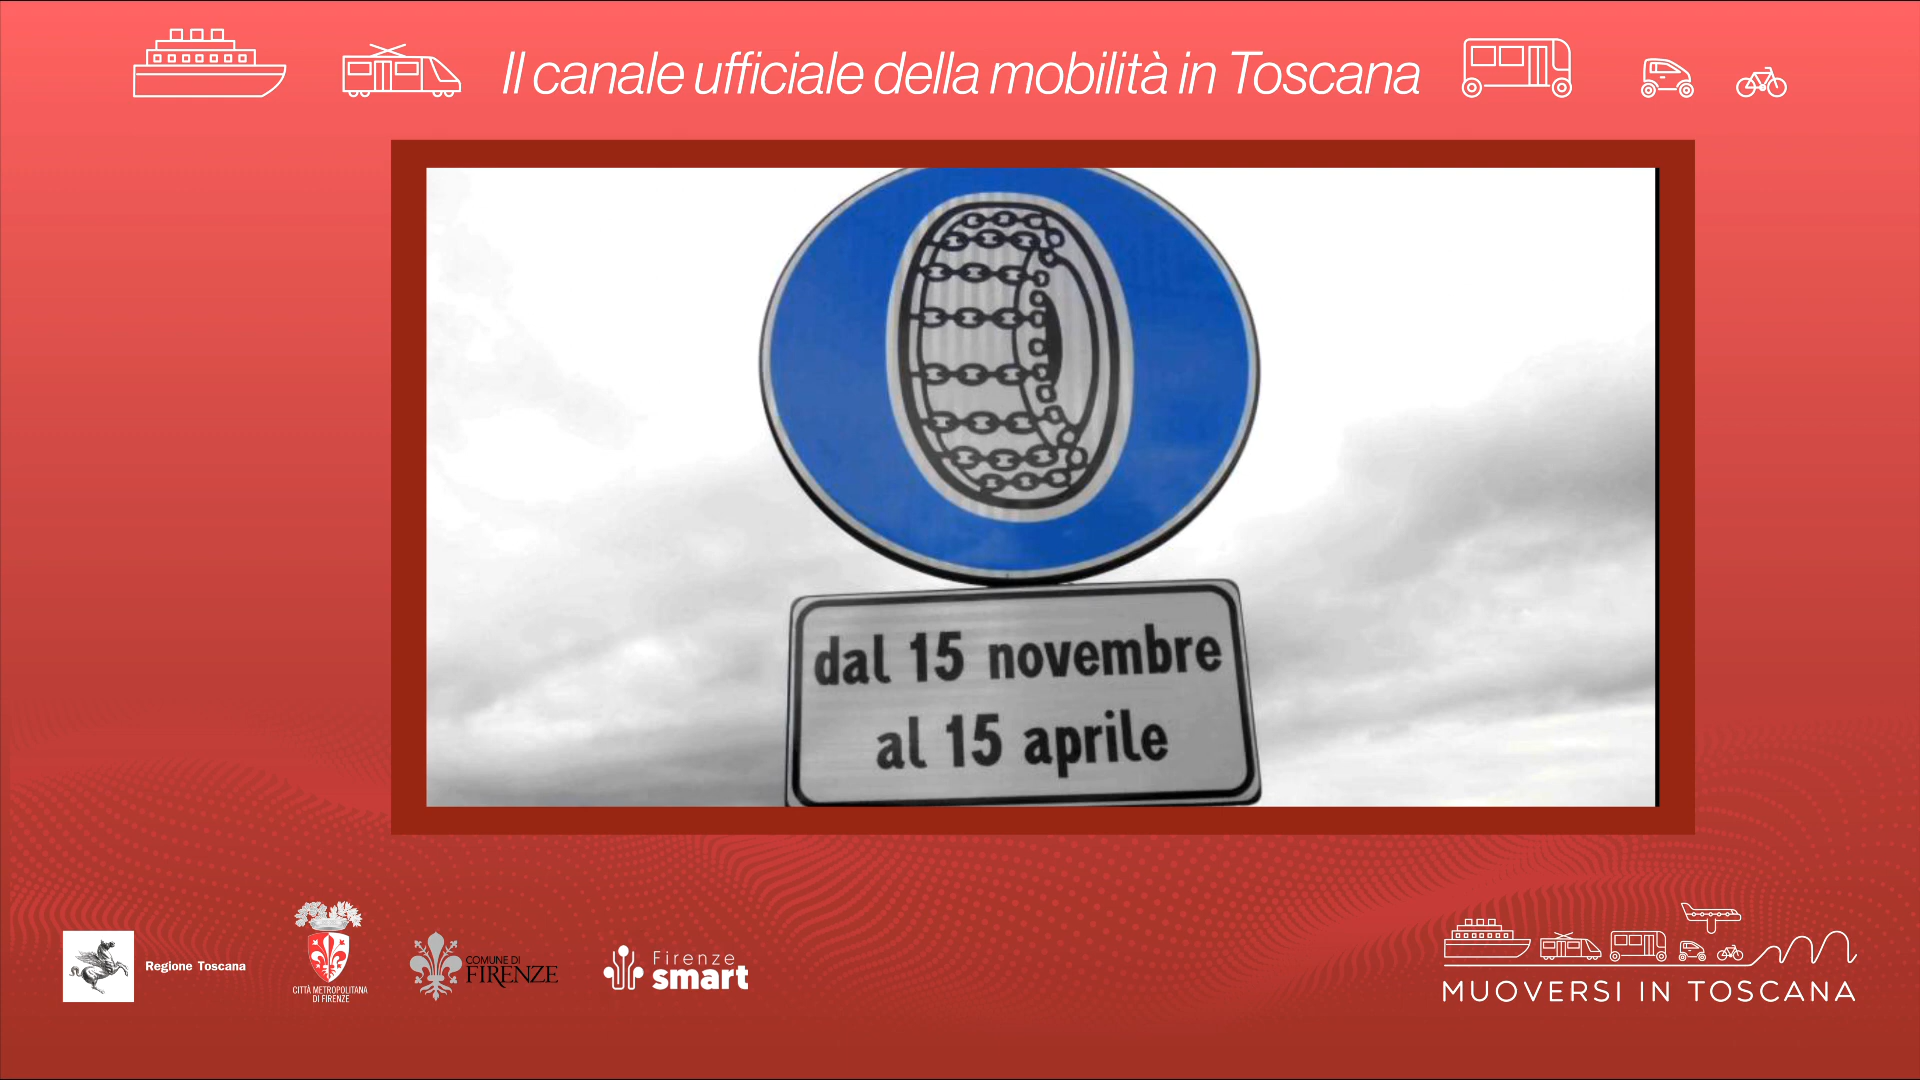 Il canale ufficiale della mobilità in Toscana
dal 15 novembre
al 15 aprile
Regione Toscana
CITTÀ METROPOLITANA
DI FIRENZE
COMUNE DI
FIRENZE
Firenze
smart
MUOVERSI IN TOSCANA